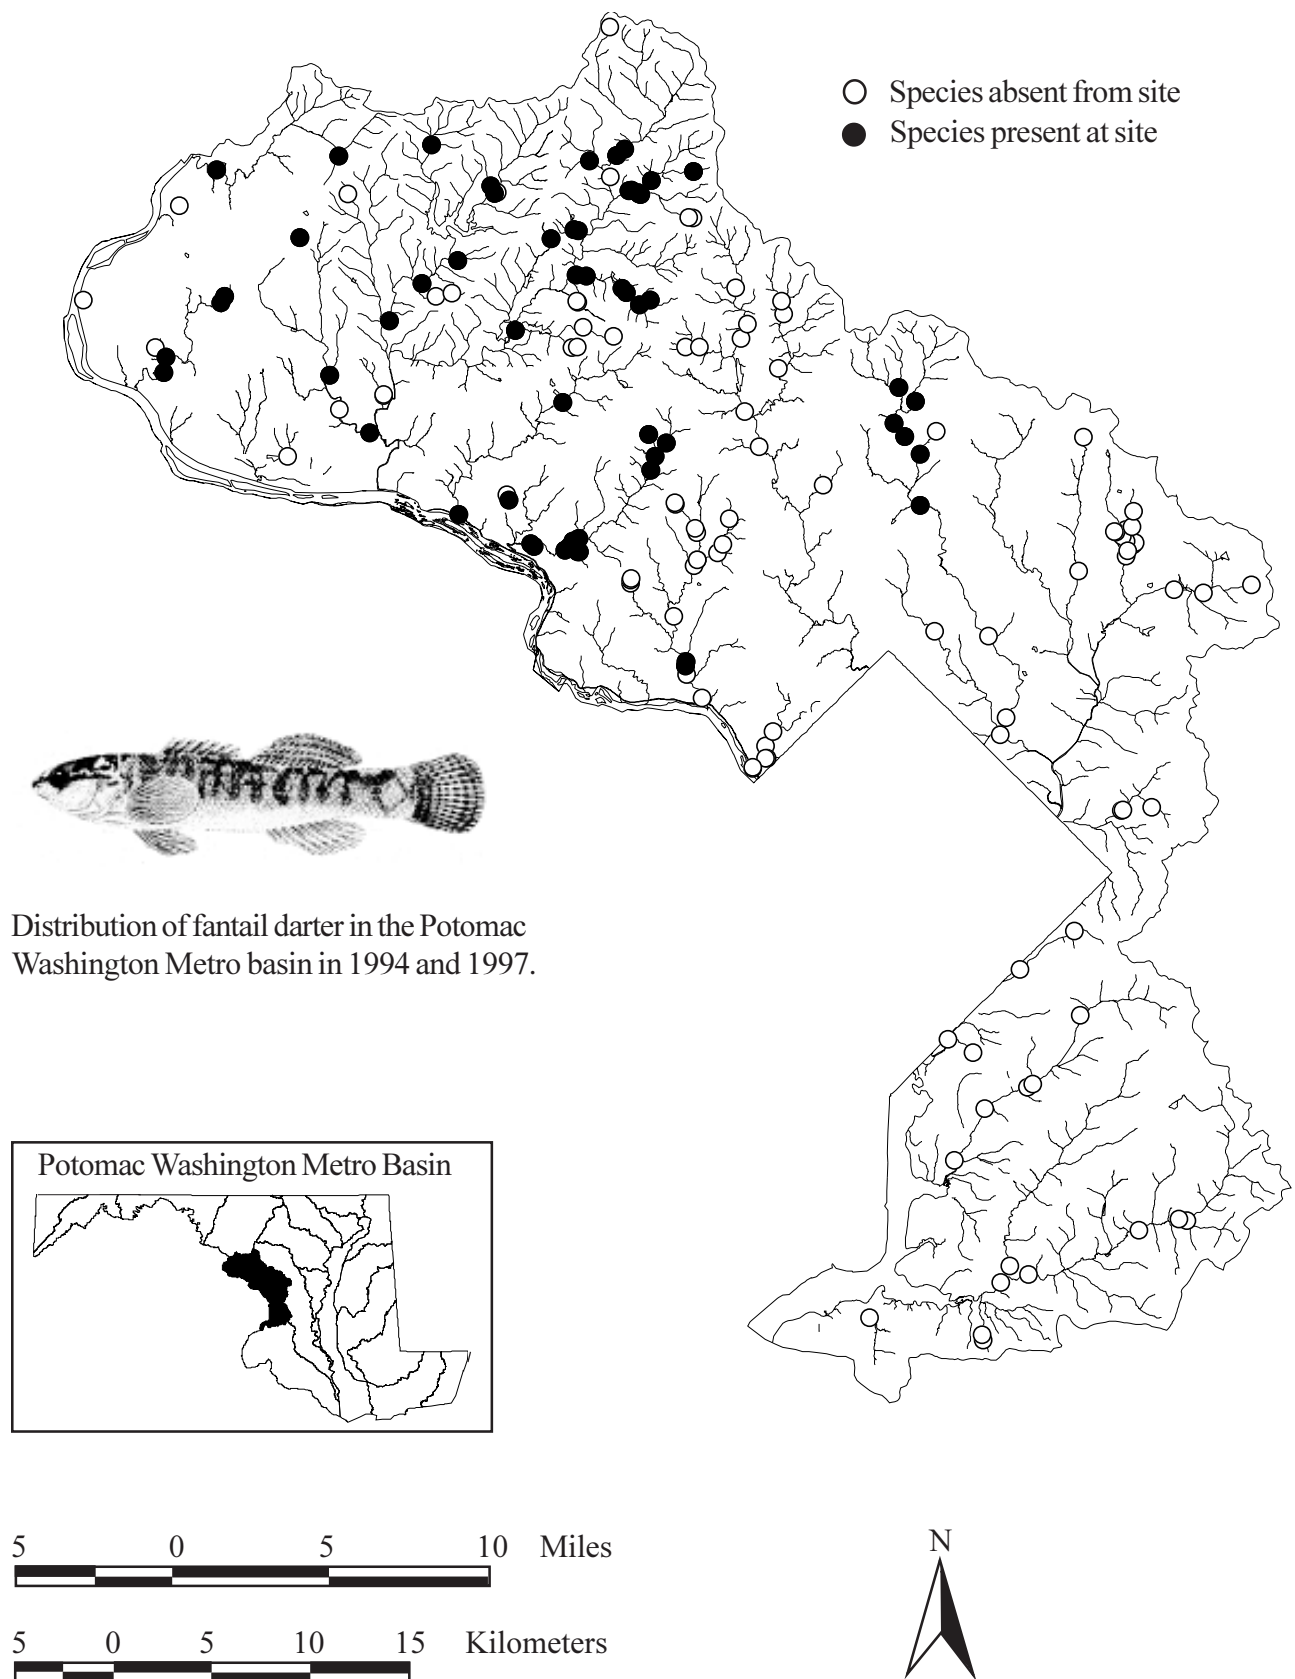 Species absent from site
Species present at site
Distribution of fantail darter in the Potomac
Washington Metro basin in 1994 and 1997.
Potomac Washington Metro Basin
5 0 5 10 Miles
5 0 5 10 15 Kilometers
N